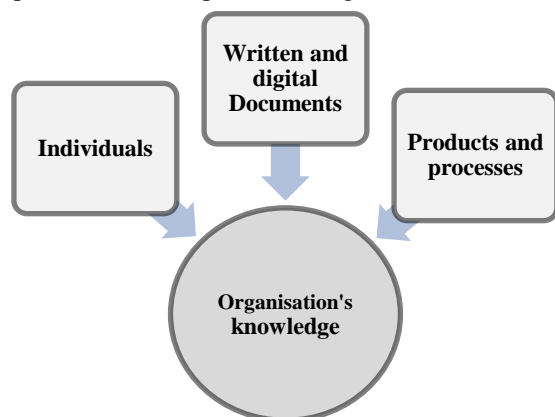 Written and
digital
Documents
Individuals
Products and
processes
Organisation's
knowledge